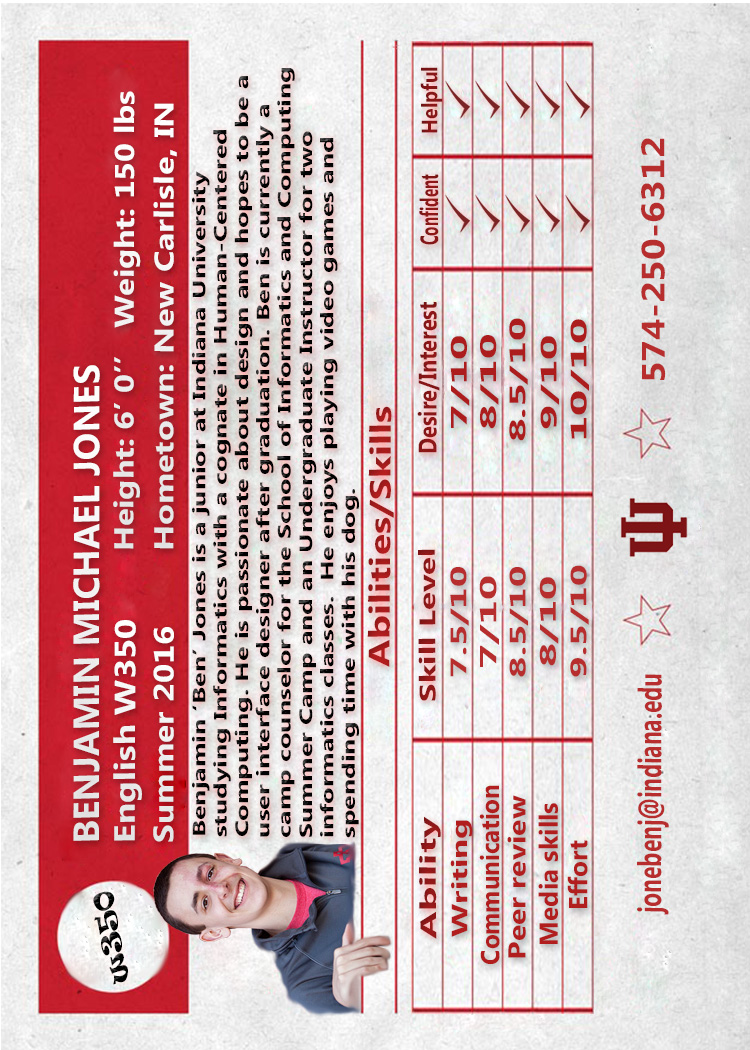 W350
BENJAMIN MICHAEL JONES
English W350 Height: 6' 0'' Weight: 150 lbs
Summer 2016 Hometown: New Carlisle, IN
Benjamin 'Ben' Jones is a junior at Indiana University
studying Informatics with a cognate in Human-Centered
Computing. He is passionate about design and hopes to be a
user interface designer after graduation. Ben is currently a
camp counselor for the School of Informatics and Computing
Summer Camp and an Undergraduate Instructor for two
informatics classes. He enjoys playing video games and
spending time with his dog.
Abilities/Skills
Ability Skill Level Desire/Interest Confident Helpful
Writing 7.5/10 7/10 ✓ ✓
Communication 7/10 8/10 ✓ ✓
Peer review 8.5/10 8.5/10 ✓ ✓
Media skills 8/10 9/10 ✓ ✓
Effort 9.5/10 10/10 ✓ ✓
jonebenj@indiana.edu IU 574-250-6312